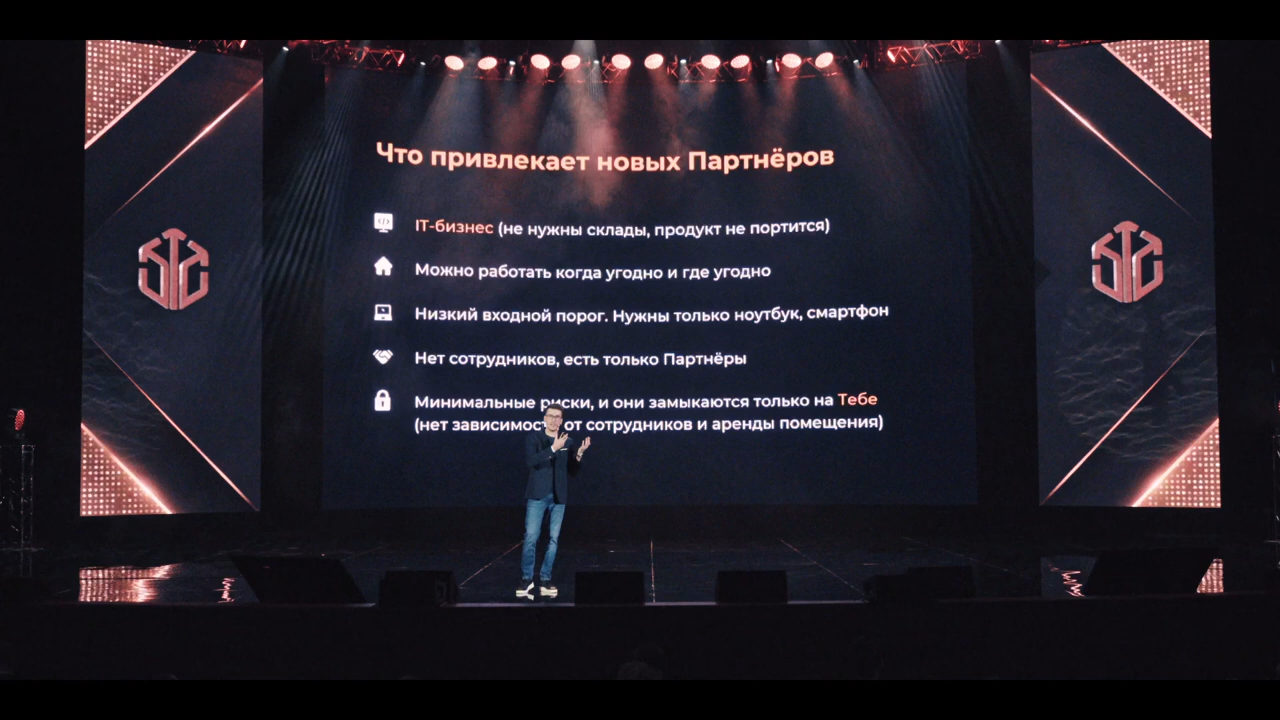 Что привлекает новых Партнёров
IT-бизнес (не нужны склады, продукт не портится)
Можно работать когда угодно и где угодно
Низкий входной порог. Нужны только ноутбук, смартфон
Нет сотрудников, есть только Партнёры
Минимальные риски, и они замыкаются только на Тебе
(нет от сотрудников и аренды помещения)